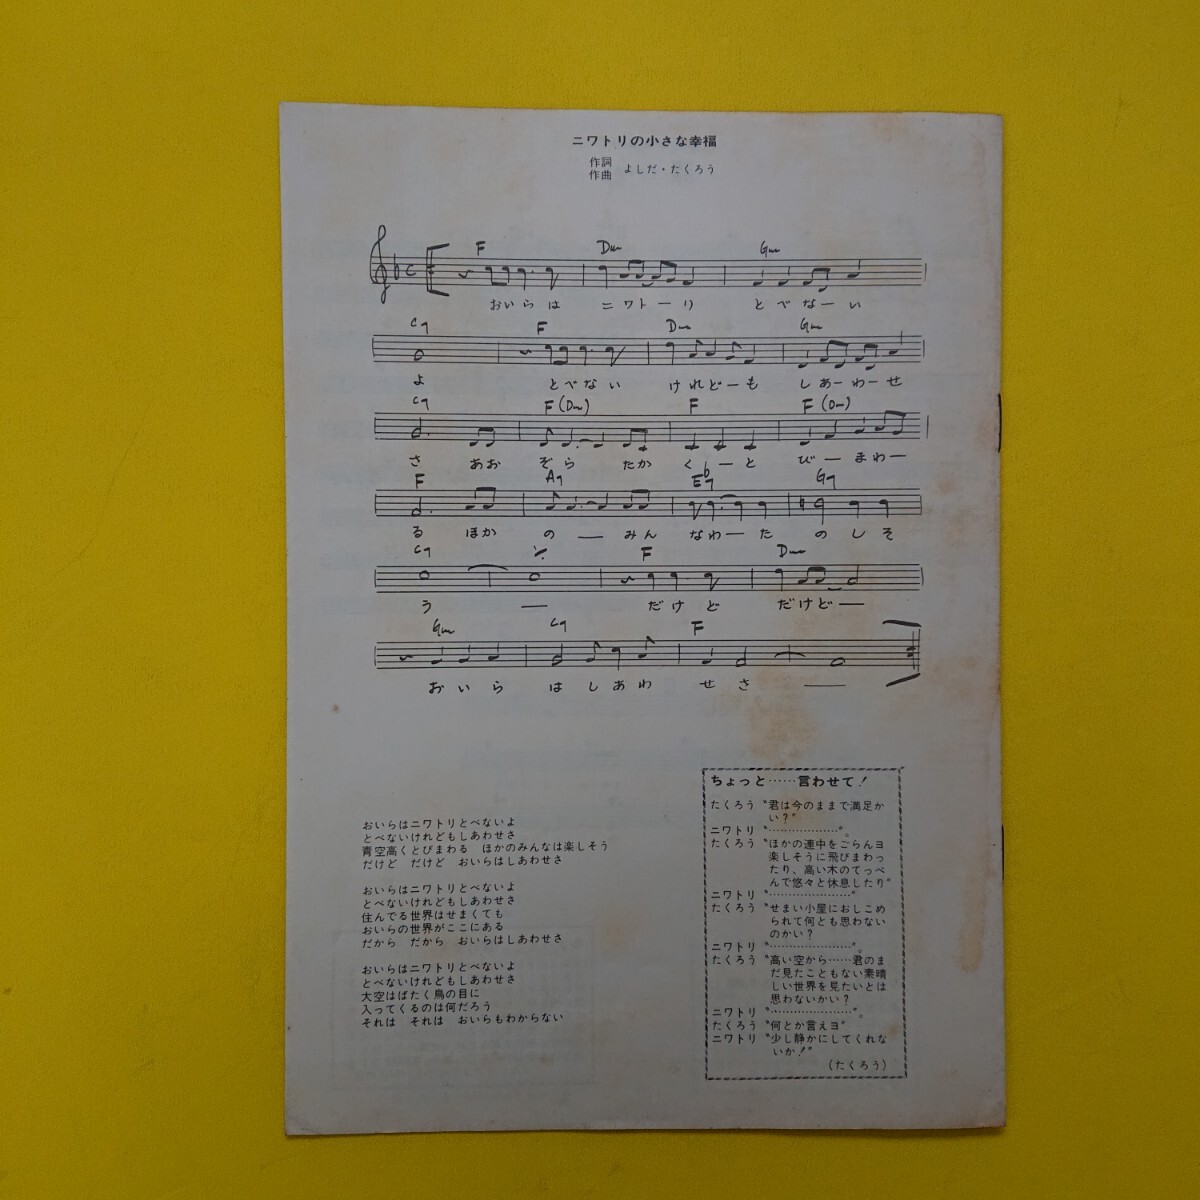 ニワトリの小さな幸福
作詞
作曲 よしだ・たくろう
F Dm Gm
おいらは ニワトーリ とべなーい
C7 F Dm Gm
よ とべない けれどーも しあーわーせ
C7 F(Dm) F F(Dm)
さ あお ぞら たか くーと びーまわー
F A7 E♭7 G7
る ほか のーみん なわーた のしそ
C7 ٪ F Dm
うー だけど だけどー
Gm C7 F
おいら はしあわ せさー
おいらはニワトリとべないよ
とべないけれどもしあわせさ
青空高くとびまわる ほかのみんなは楽しそう
だけど だけど おいらはしあわせさ
おいらはニワトリとべないよ
とべないけれどもしあわせさ
住んでる世界はせまくても
おいらの世界がここにある
だから だから おいらはしあわせさ
おいらはニワトリとべないよ
とべないけれどもしあわせさ
大空はばたく鳥の目に
入ってくるのは何だろう
それは それは おいらもわからない
ちょっと……言わせて!
たくろう〝君は今のままで満足か
い?〟
ニワトリ〝………………〟。
たくろう〝ほかの連中をごらんヨ
楽しそうに飛びまわっ
たり、高い木のてっぺ
んで悠々と休息したり〟
ニワトリ〝…………………〟。
たくろう〝せまい小屋におしこめ
られて何とも思わない
のかい?
ニワトリ〝…………………〟。
たくろう〝高い空から……君のま
だ見たこともない素晴
しい世界を見たいとは
思わないかい?
ニワトリ〝…………………〟。
たくろう〝何とか言えヨ〟
ニワトリ〝少し静かにしてくれな
いか!〟
(たくろう)